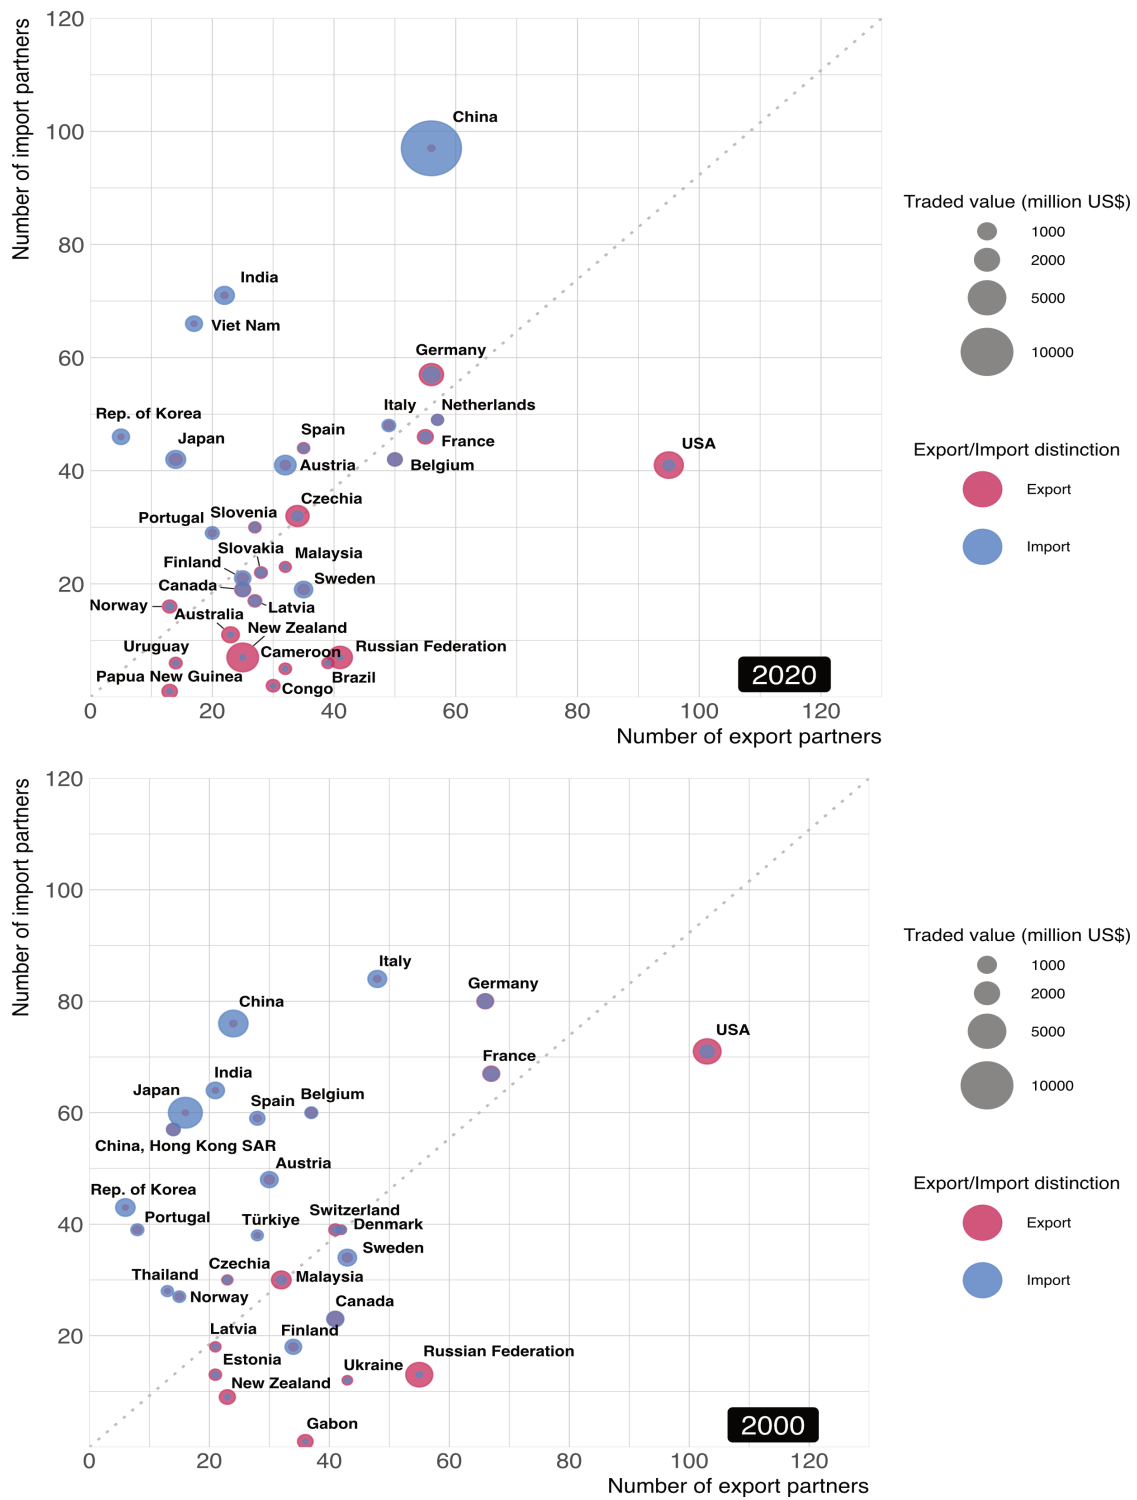 120
100
80
60
40
20
Number of import partners
China
India
Viet Nam
Germany
Italy
Netherlands
Rep. of Korea
Japan
Spain
France
USA
Austria
Belgium
Czechia
Portugal
Slovenia
Slovakia
Malaysia
Finland
Canada
Sweden
Norway
Latvia
Australia
New Zealand
Uruguay
Cameroon
Russian Federation
Papua New Guinea
Brazil
Congo
2020
0 20 40 60 80 100 120
Number of export partners
Traded value (million US$)
1000
2000
5000
10000
Export/Import distinction
Export
Import
120
100
80
60
40
20
Number of import partners
Italy
Germany
China
USA
France
India
Japan
Spain
Belgium
China, Hong Kong SAR
Austria
Rep. of Korea
Portugal
Türkiye
Switzerland
Denmark
Sweden
Czechia
Thailand
Malaysia
Norway
Canada
Latvia
Finland
Estonia
Ukraine
Russian Federation
New Zealand
Gabon
2000
0 20 40 60 80 100 120
Number of export partners
Traded value (million US$)
1000
2000
5000
10000
Export/Import distinction
Export
Import